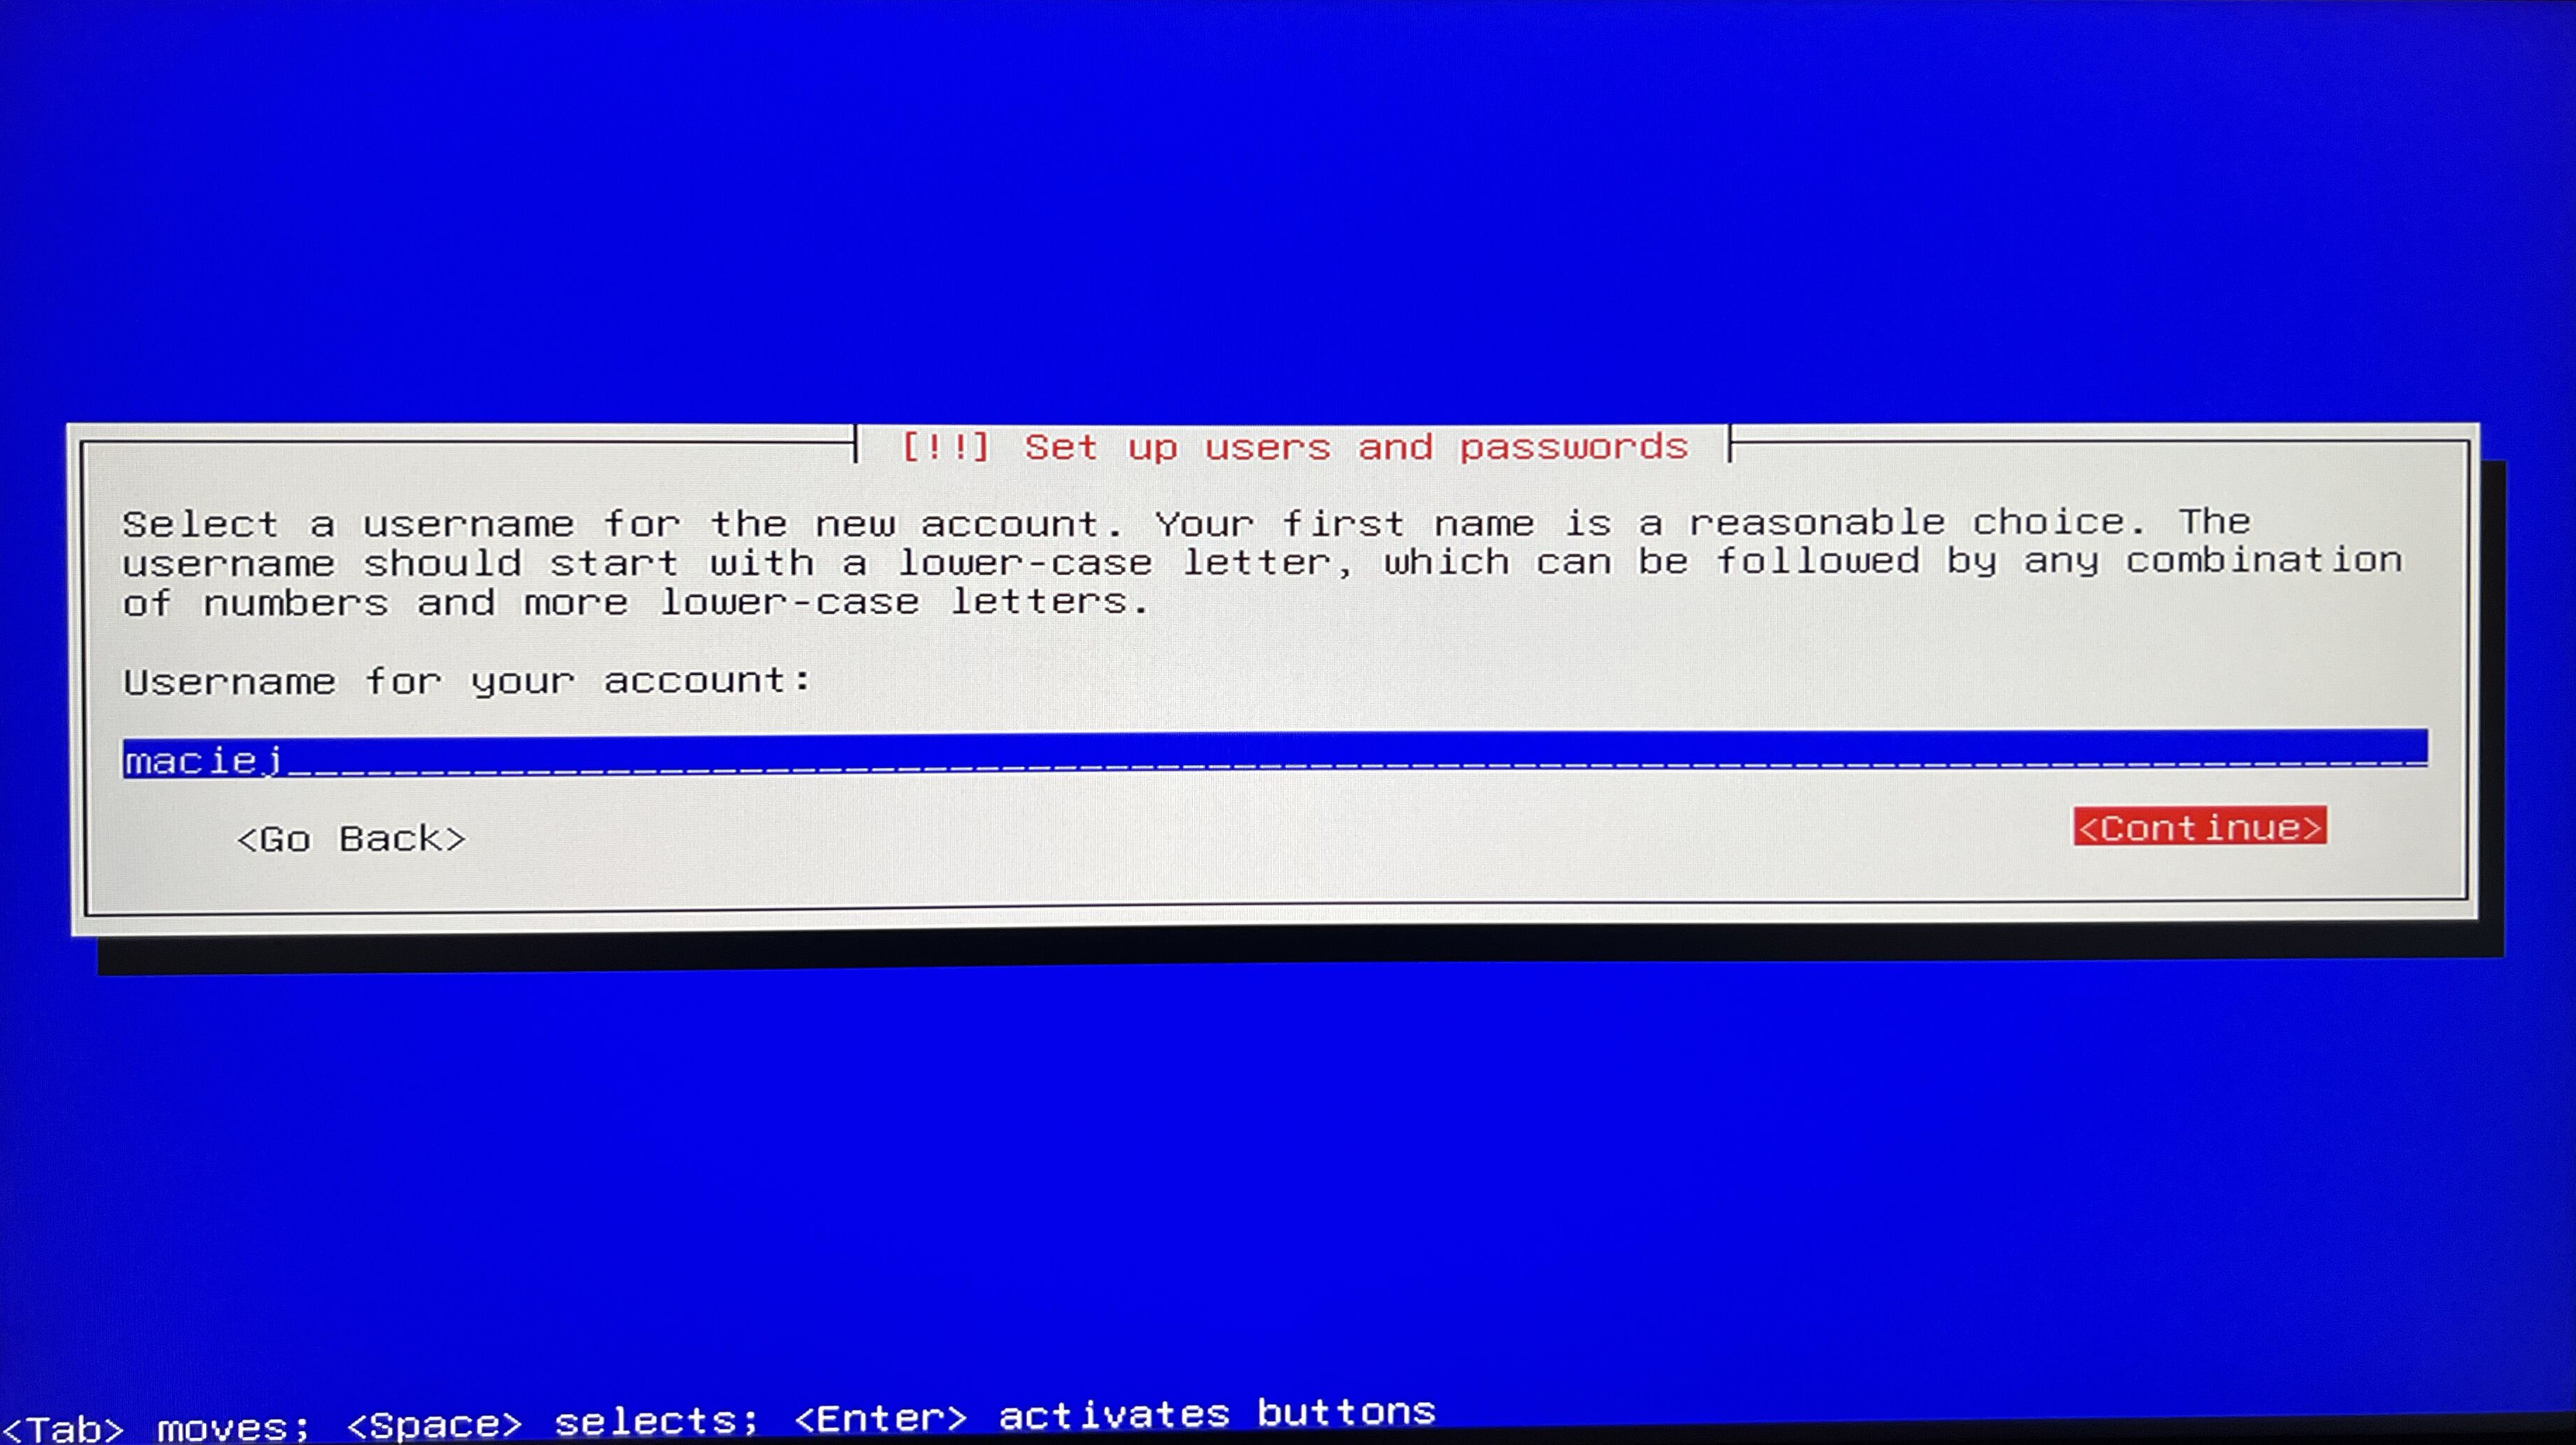 [!!] Set up users and passwords
Select a username for the new account. Your first name is a reasonable choice. The
username should start with a lower-case letter, which can be followed by any combination
of numbers and more lower-case letters.
Username for your account:
maciej
<Go Back> <Continue>
<Tab> moves; <Space> selects; <Enter> activates buttons